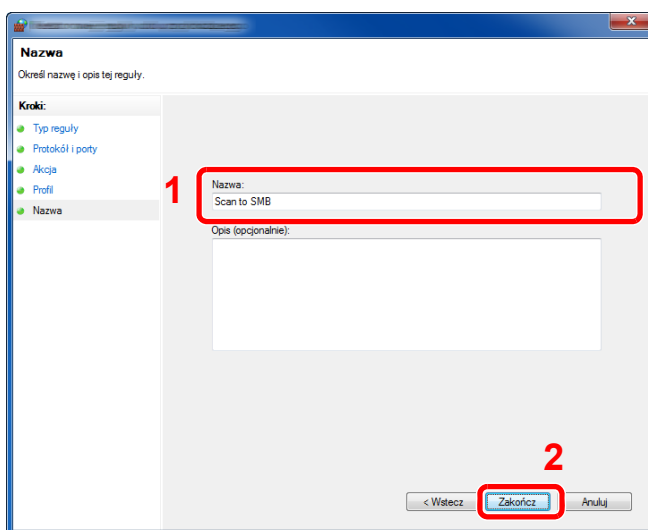 Nazwa
Określ nazwę i opis tej reguły.
Kroki:
Typ reguły
Protokół i porty
Akcja
Profil
Nazwa
1
Nazwa:
Scan to SMB
Opis (opcjonalnie):
2
< Wstecz
Zakończ
Anuluj